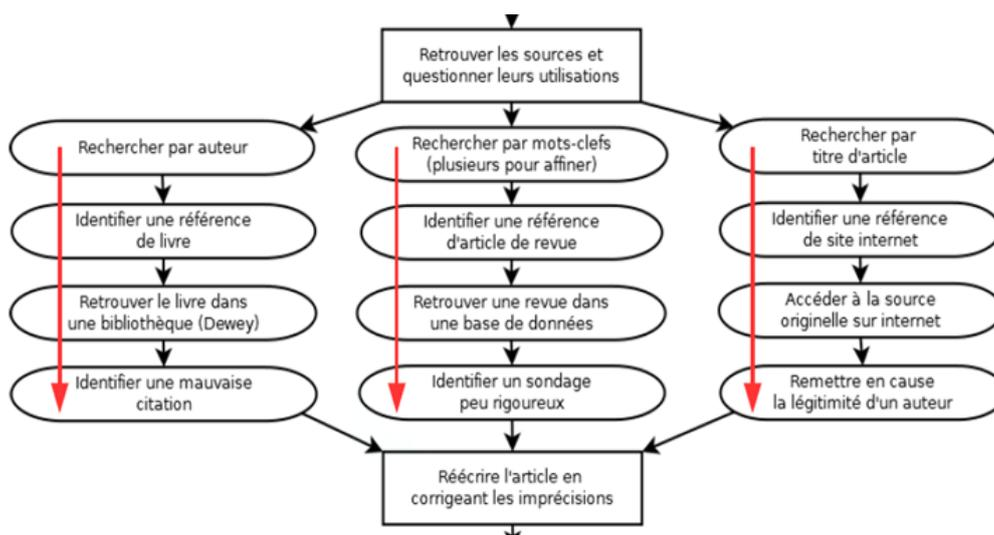 Retrouver les sources et
questionner leurs utilisations
Rechercher par auteur
Rechercher par mots-clefs
(plusieurs pour affiner)
Rechercher par
titre d'article
Identifier une référence
de livre
Identifier une référence
d'article de revue
Identifier une référence
de site internet
Retrouver le livre dans
une bibliothèque (Dewey)
Retrouver une revue dans
une base de données
Accéder à la source
originelle sur internet
Identifier une mauvaise
citation
Identifier un sondage
peu rigoureux
Remettre en cause
la légitimité d'un auteur
Réécrire l'article en
corrigeant les imprécisions